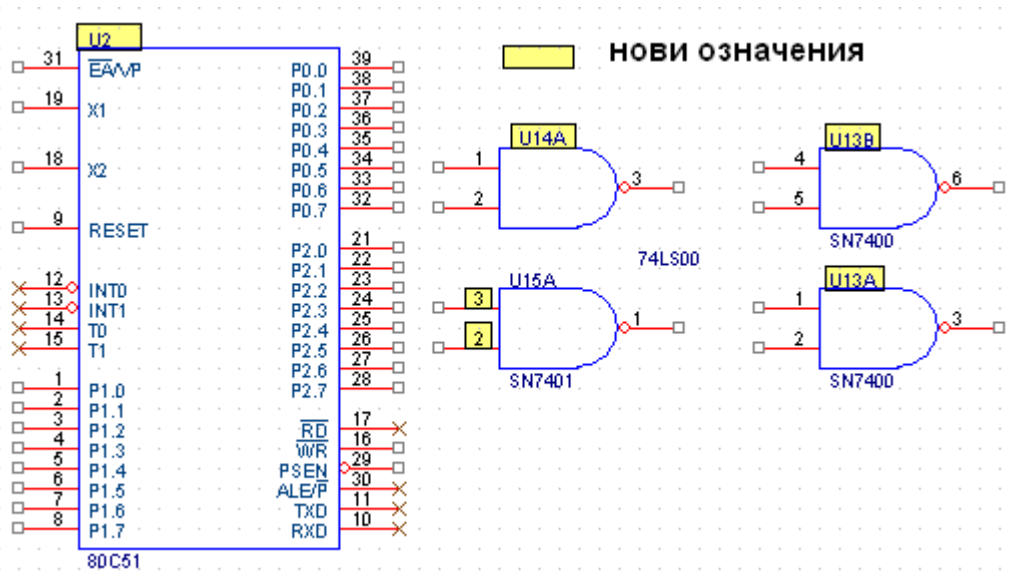 U2
нови означения
31
EA/VP
19
X1
18
X2
9
RESET
12
INT0
13
INT1
14
T0
15
T1
1
P1.0
2
P1.1
3
P1.2
4
P1.3
5
P1.4
6
P1.5
7
P1.6
8
P1.7
P0.0
39
P0.1
38
P0.2
37
P0.3
36
P0.4
35
P0.5
34
P0.6
33
P0.7
32
P2.0
21
P2.1
22
P2.2
23
P2.3
24
P2.4
25
P2.5
26
P2.6
27
P2.7
28
RD
17
WR
16
PSEN
29
ALE/P
30
TXD
11
RXD
10
80C51
U14A
1
2
3
74LS00
U13B
4
5
6
SN7400
U15A
3
2
1
SN7401
U13A
1
2
3
SN7400